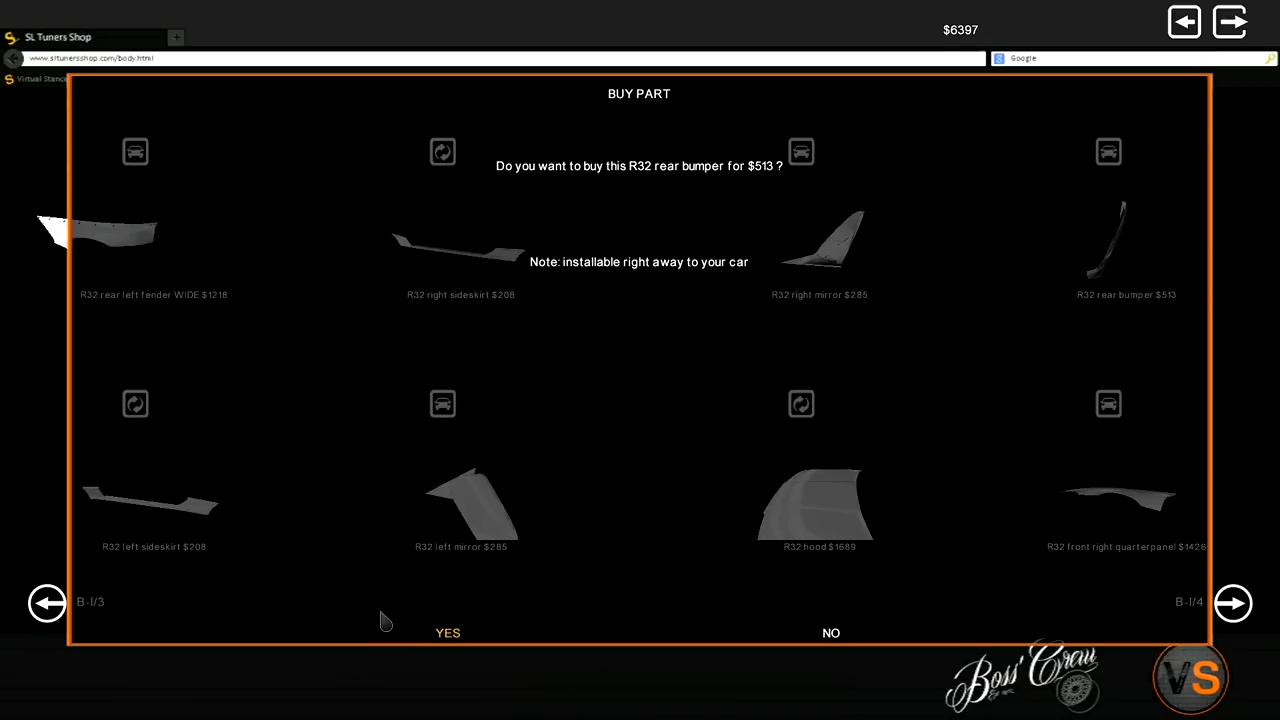 $6397
SL Tuners Shop
www.sltunersshop.com/body.html
Google
Virtual Stance
BUY PART
Do you want to buy this R32 rear bumper for $513 ?
Note: installable right away to your car
R32 rear left fender WIDE $1218
R32 right sideskirt $208
R32 right mirror $285
R32 rear bumper $513
R32 left sideskirt $208
R32 left mirror $285
R32 hood $1689
R32 front right quarterpanel $1426
B-I/3
B-I/4
YES
NO
Boss' Crew
VS